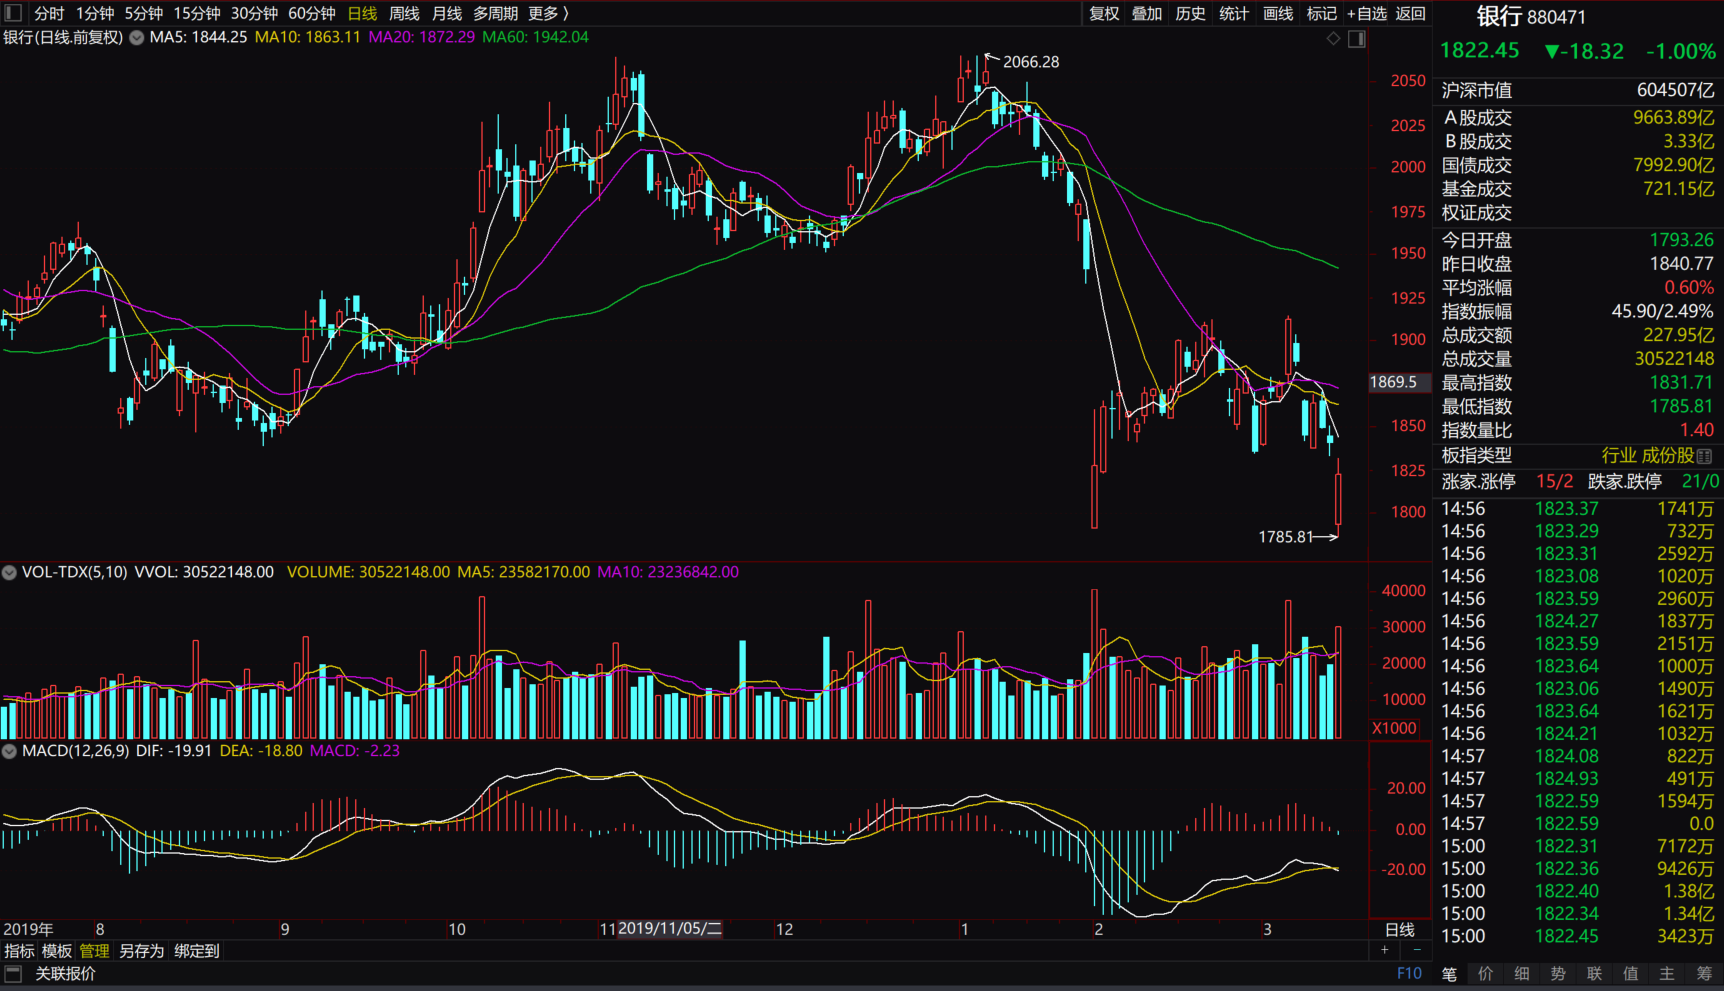 分时 1分钟 5分钟 15分钟 30分钟 60分钟 日线 周线 月线 多周期 更多 〉 复权 叠加 历史 统计 画线 标记 +自选 返回
银行(日线.前复权) MA5: 1844.25 MA10: 1863.11 MA20: 1872.29 MA60: 1942.04
2066.28
2050
2025
2000
1975
1950
1925
1900
1869.5
1850
1825
1800
1785.81
VOL-TDX(5,10) VVOL: 30522148.00 VOLUME: 30522148.00 MA5: 23582170.00 MA10: 23236842.00
40000
30000
20000
10000
X1000
MACD(12,26,9) DIF: -19.91 DEA: -18.80 MACD: -2.23
20.00
0.00
-20.00
2019年 8 9 10 11 2019/11/05/二 12 1 2 3 日线
指标 模板 管理 另存为 绑定到 + −
关联报价 F10
银行 880471
1822.45 ▼-18.32 -1.00%
沪深市值 604507亿
A股成交 9663.89亿
B股成交 3.33亿
国债成交 7992.90亿
基金成交 721.15亿
权证成交
今日开盘 1793.26
昨日收盘 1840.77
平均涨幅 0.60%
指数振幅 45.90/2.49%
总成交额 227.95亿
总成交量 30522148
最高指数 1831.71
最低指数 1785.81
指数量比 1.40
板指类型 行业 成份股
涨家.涨停 15/2 跌家.跌停 21/0
14:56 1823.37 1741万
14:56 1823.29 732万
14:56 1823.31 2592万
14:56 1823.08 1020万
14:56 1823.59 2960万
14:56 1824.27 1837万
14:56 1823.59 2151万
14:56 1823.64 1000万
14:56 1823.06 1490万
14:56 1823.64 1621万
14:56 1824.21 1032万
14:57 1824.08 822万
14:57 1824.93 491万
14:57 1822.59 1594万
14:57 1822.59 0.0
15:00 1822.31 7172万
15:00 1822.36 9426万
15:00 1822.40 1.38亿
15:00 1822.34 1.34亿
15:00 1822.45 3423万
笔 价 细 势 联 值 主 筹